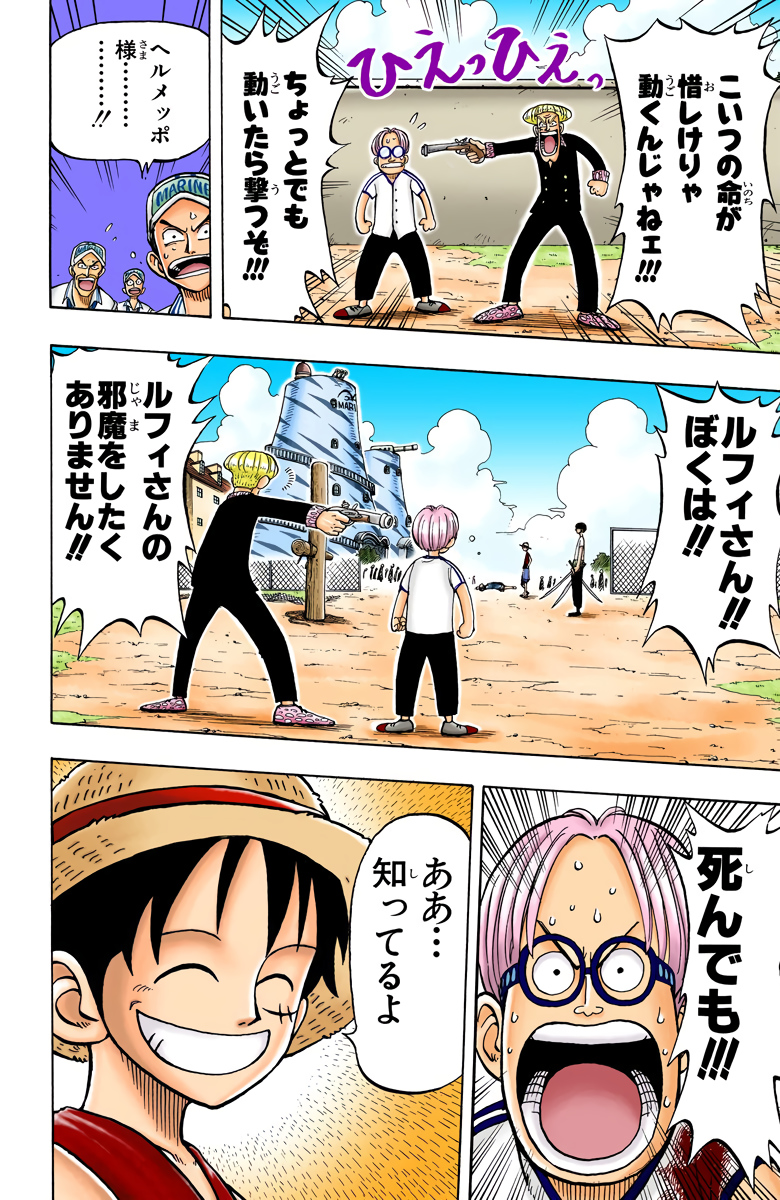 こいつの命が
惜しけりゃ
動くんじゃねェ!!!
ひえっひえっ
ちょっとでも
動いたら撃つぞ!!!
ヘルメッポ
様………
…………!!
MARINE
ルフィさん!!
ぼくは!!
MARI
ルフィさんの
邪魔をしたく
ありません!!
死んでも!!!
ああ…
知ってるよ